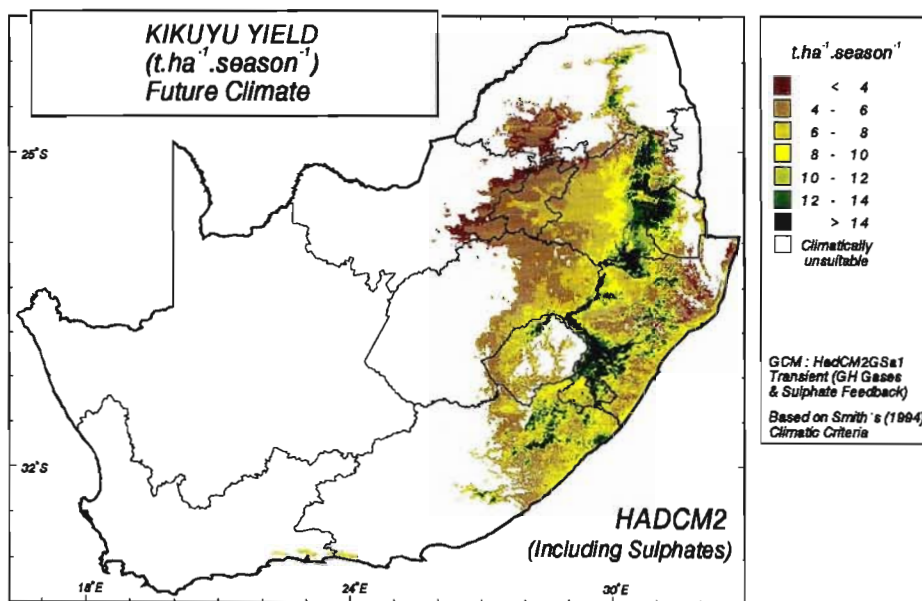 KIKUYU YIELD
(t.ha⁻¹.season⁻¹)
Future Climate
25°S
32°S
18°E
24°E
30°E
HADCM2
(Including Sulphates)
t.ha⁻¹.season⁻¹
< 4
4 - 6
6 - 8
8 - 10
10 - 12
12 - 14
> 14
Climatically
unsuitable
GCM : HadCM2GSa1
Transient (GH Gases
& Sulphate Feedback)
Based on Smith's (1994)
Climatic Criteria